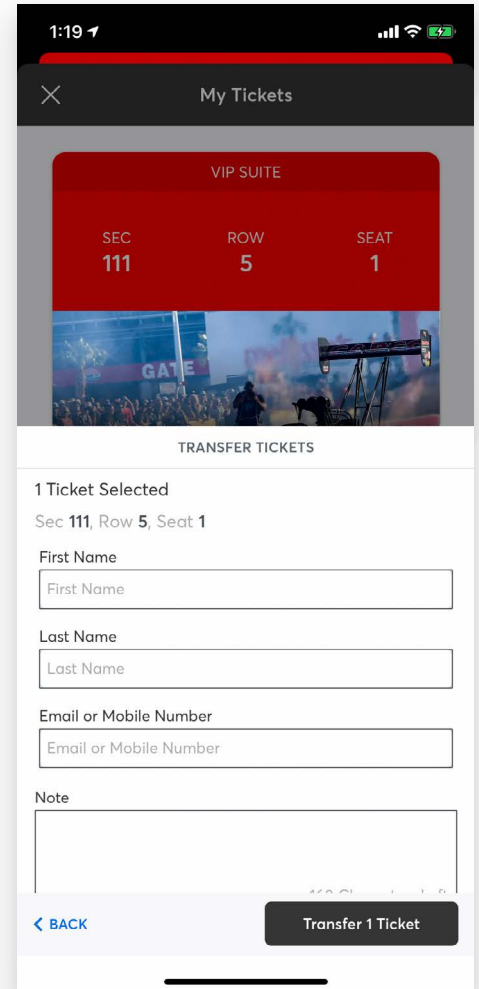 1:19
My Tickets
VIP SUITE
SEC ROW SEAT
111 5 1
GATE
TRANSFER TICKETS
1 Ticket Selected
Sec 111, Row 5, Seat 1
First Name
First Name
Last Name
Last Name
Email or Mobile Number
Email or Mobile Number
Note
BACK
Transfer 1 Ticket